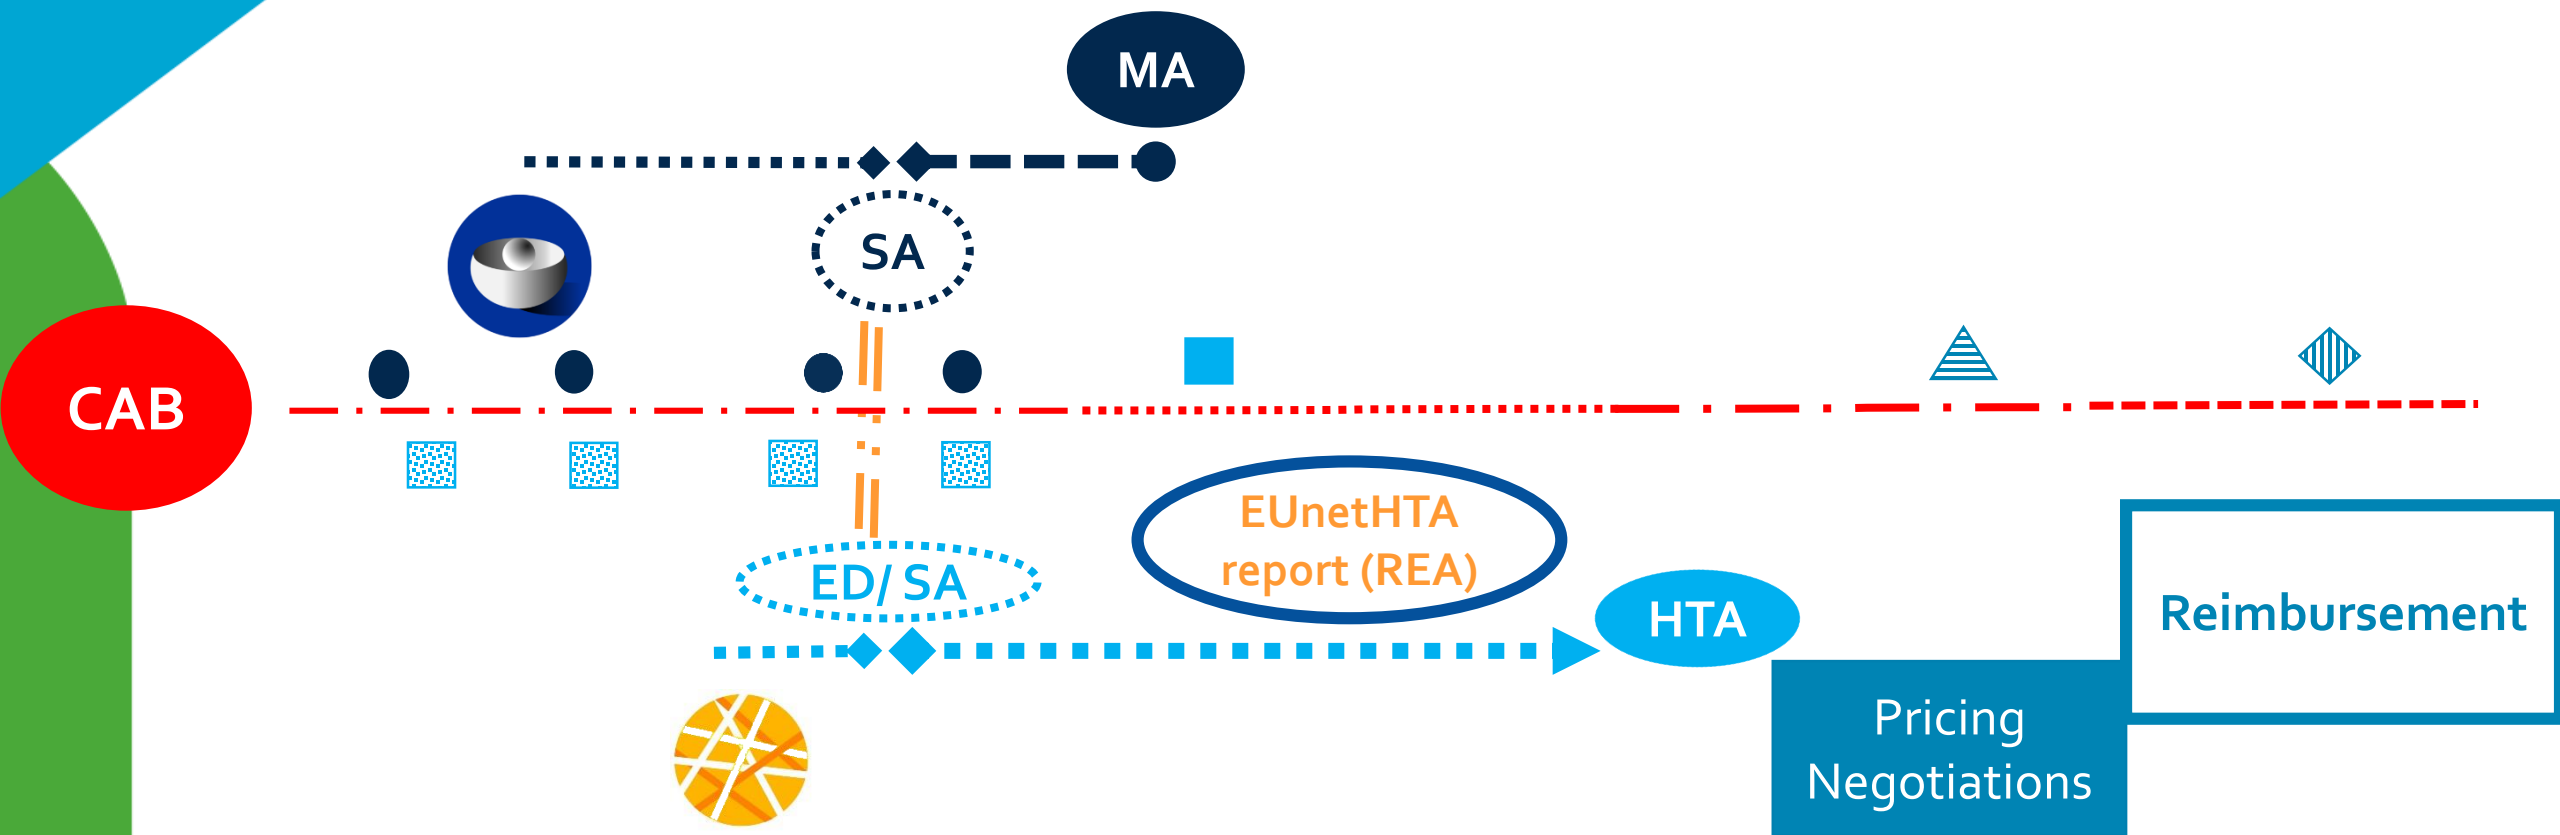 MA
SA
CAB
EUnetHTA
report (REA)
ED/ SA
HTA
Reimbursement
Pricing
Negotiations